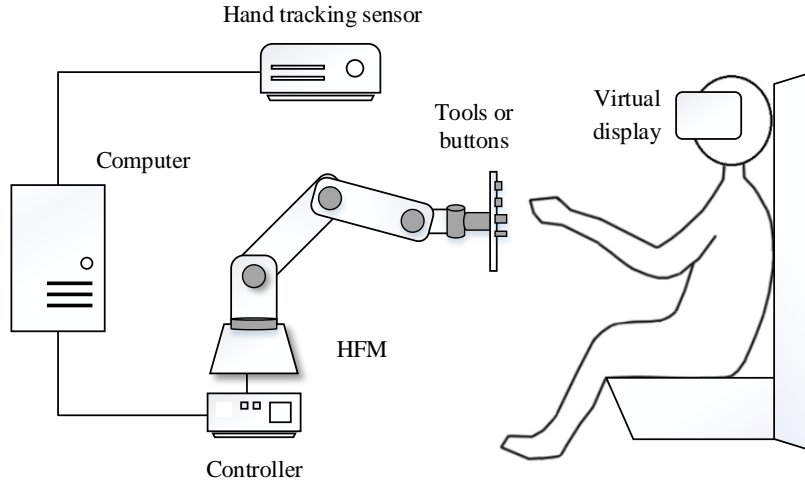 Hand tracking sensor
Tools or
buttons
Virtual
display
Computer
HFM
Controller